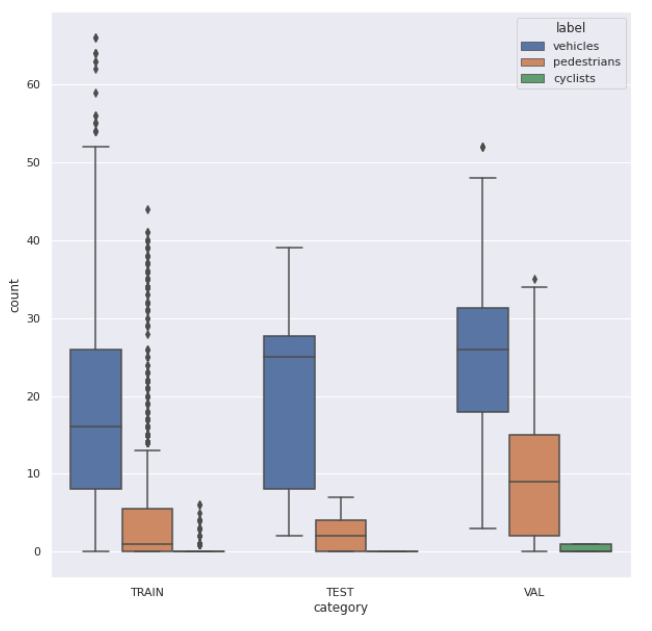 label
vehicles
pedestrians
cyclists
60
50
40
30
20
10
0
count
TRAIN
TEST
VAL
category